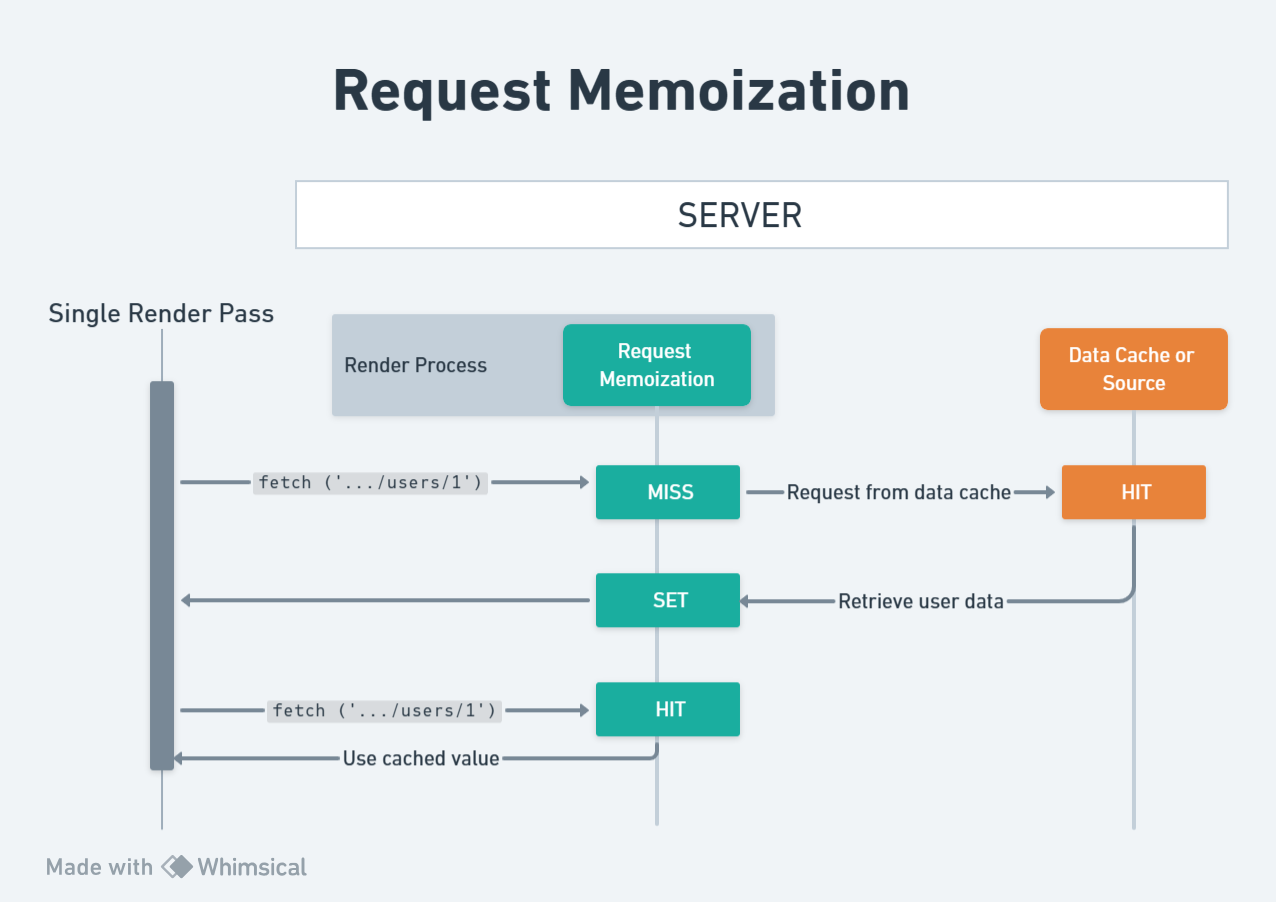 Request Memoization
SERVER
Single Render Pass
Render Process
Request
Memoization
Data Cache or
Source
fetch ('.../users/1')
MISS
Request from data cache
HIT
SET
Retrieve user data
fetch ('.../users/1')
HIT
Use cached value
Made with Whimsical